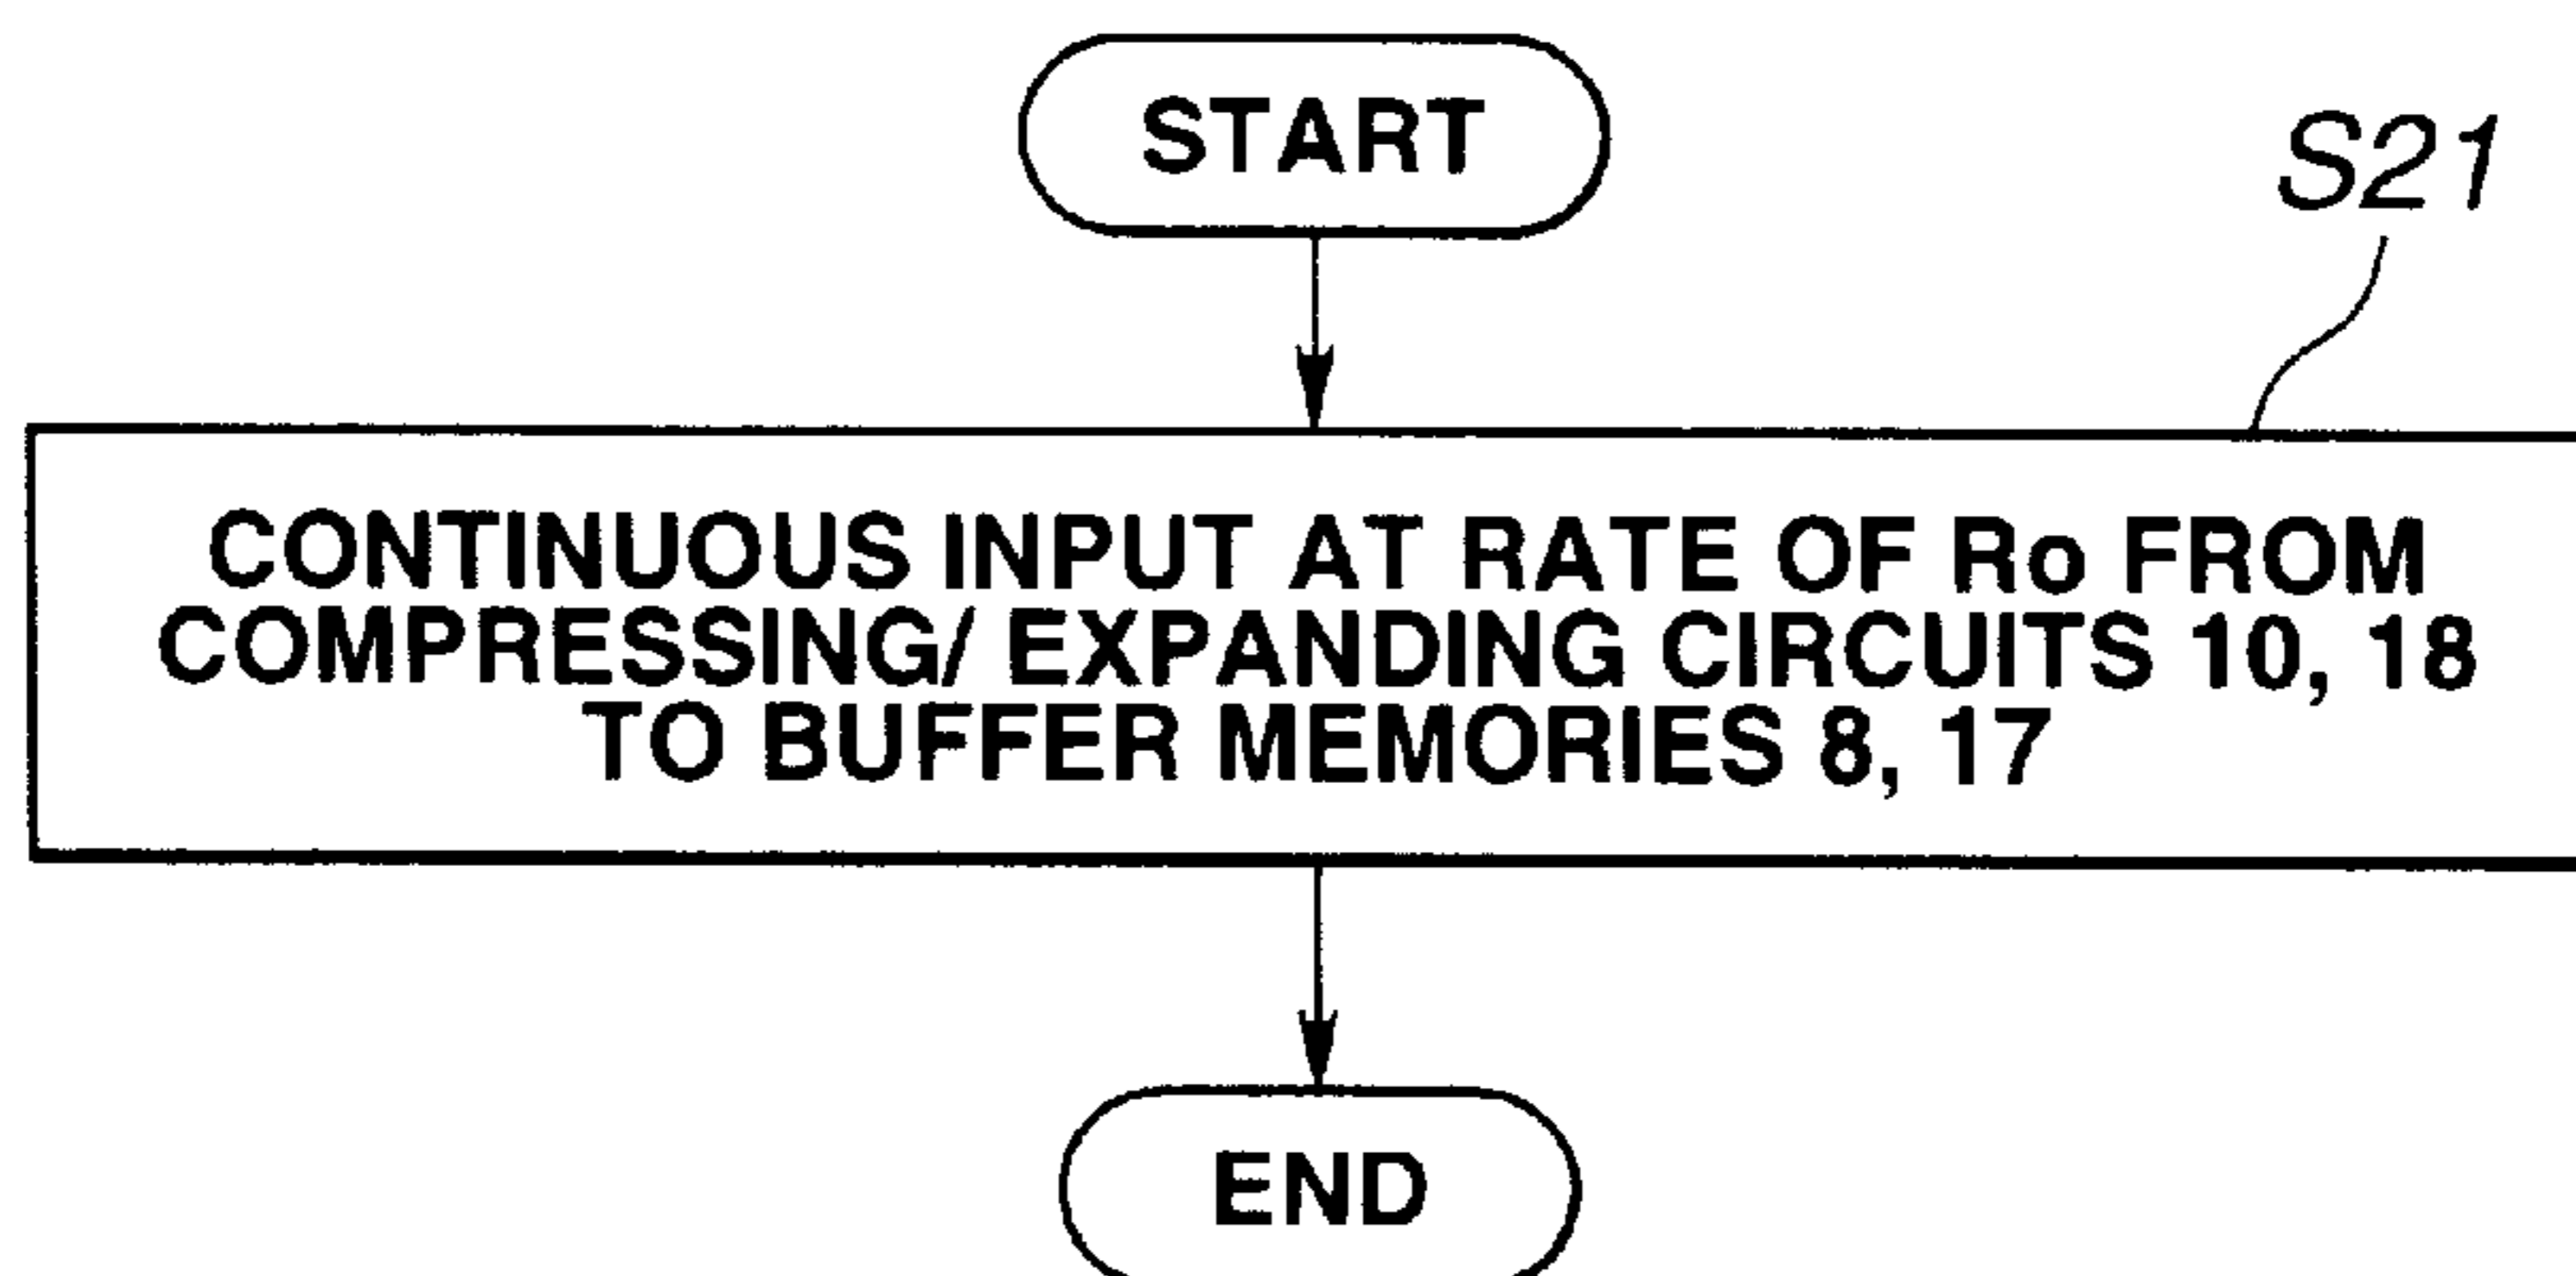 START
S21
CONTINUOUS INPUT AT RATE OF Ro FROM
COMPRESSING/ EXPANDING CIRCUITS 10, 18
TO BUFFER MEMORIES 8, 17
END